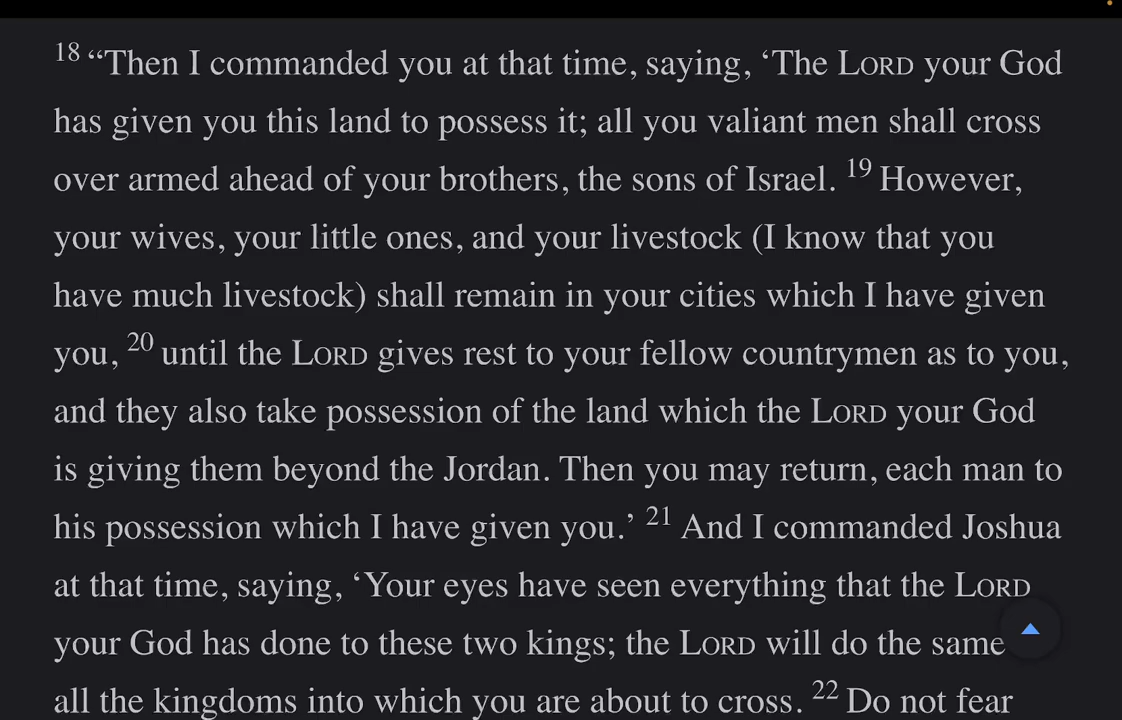 18 “Then I commanded you at that time, saying, ‘The LORD your God
has given you this land to possess it; all you valiant men shall cross
over armed ahead of your brothers, the sons of Israel. 19 However,
your wives, your little ones, and your livestock (I know that you
have much livestock) shall remain in your cities which I have given
you, 20 until the LORD gives rest to your fellow countrymen as to you,
and they also take possession of the land which the LORD your God
is giving them beyond the Jordan. Then you may return, each man to
his possession which I have given you.’ 21 And I commanded Joshua
at that time, saying, ‘Your eyes have seen everything that the LORD
your God has done to these two kings; the LORD will do the same
all the kingdoms into which you are about to cross. 22 Do not fear